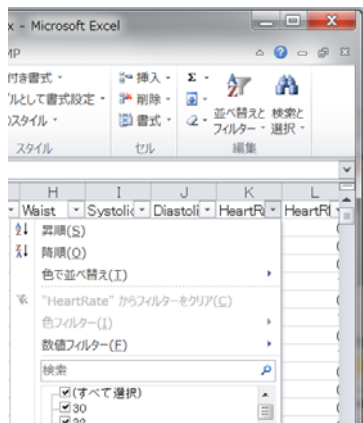 x - Microsoft Excel
MP
付き書式
挿入
Σ
ルとして書式設定
削除
のスタイル
書式
並べ替えと フィルター
検索と 選択
スタイル
セル
編集
H I J K L
Waist Systolic Diastoli HeartRa HeartRt
昇順(S)
降順(O)
色で並べ替え(T)
"HeartRate" からフィルターをクリア(C)
色フィルター(I)
数値フィルター(F)
検索
(すべて選択)
30